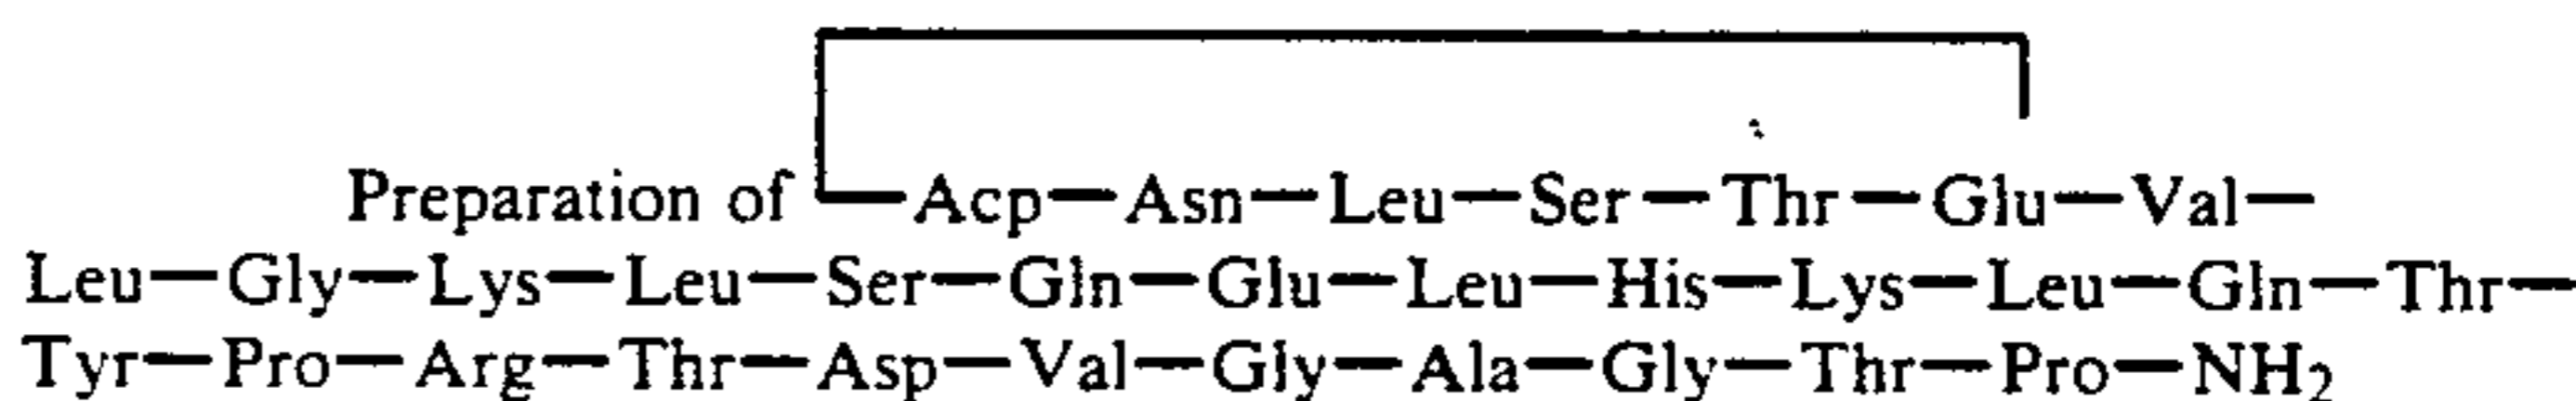 Preparation of Acp—Asn—Leu—Ser—Thr—Glu—Val—
Leu—Gly—Lys—Leu—Ser—Gln—Glu—Leu—His—Lys—Leu—Gln—Thr—
Tyr—Pro—Arg—Thr—Asp—Val—Gly—Ala—Gly—Thr—Pro—NH₂